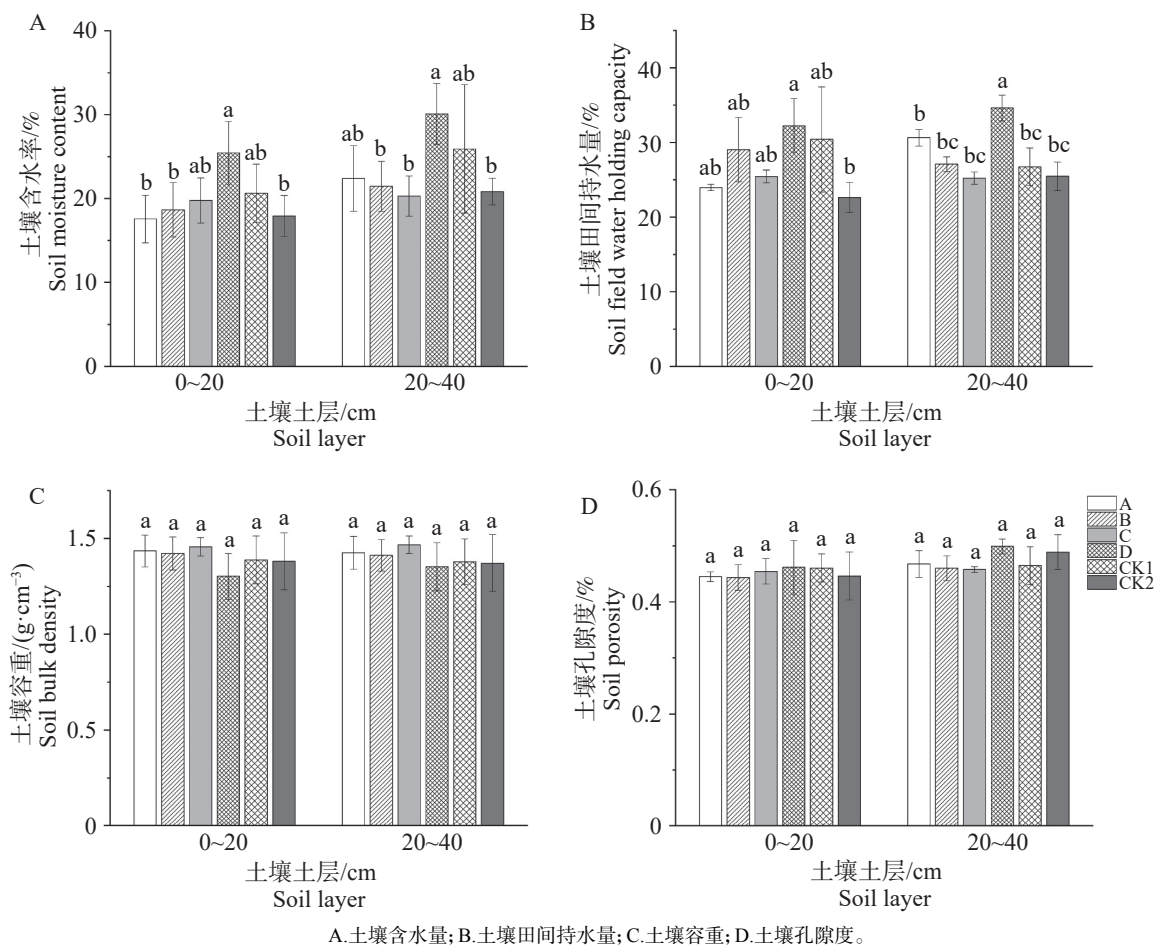 A
土壤含水率/%
Soil moisture content
40
30
20
10
0
b
b
ab
a
ab
b
ab
b
b
a
ab
b
0~20
20~40
土壤土层/cm
Soil layer
B
土壤田间持水量/%
Soil field water holding capacity
40
30
20
10
0
ab
ab
ab
a
ab
b
b
bc
bc
a
bc
bc
0~20
20~40
土壤土层/cm
Soil layer
C
土壤容重/(g·cm⁻³)
Soil bulk density
1.5
1.0
0.5
0
a
a
a
a
a
a
a
a
a
a
a
a
0~20
20~40
土壤土层/cm
Soil layer
D
土壤孔隙度/%
Soil porosity
0.6
0.4
0.2
0
a
a
a
a
a
a
a
a
a
a
a
a
0~20
20~40
土壤土层/cm
Soil layer
A
B
C
D
CK1
CK2
A.土壤含水量; B.土壤田间持水量; C.土壤容重; D.土壤孔隙度。